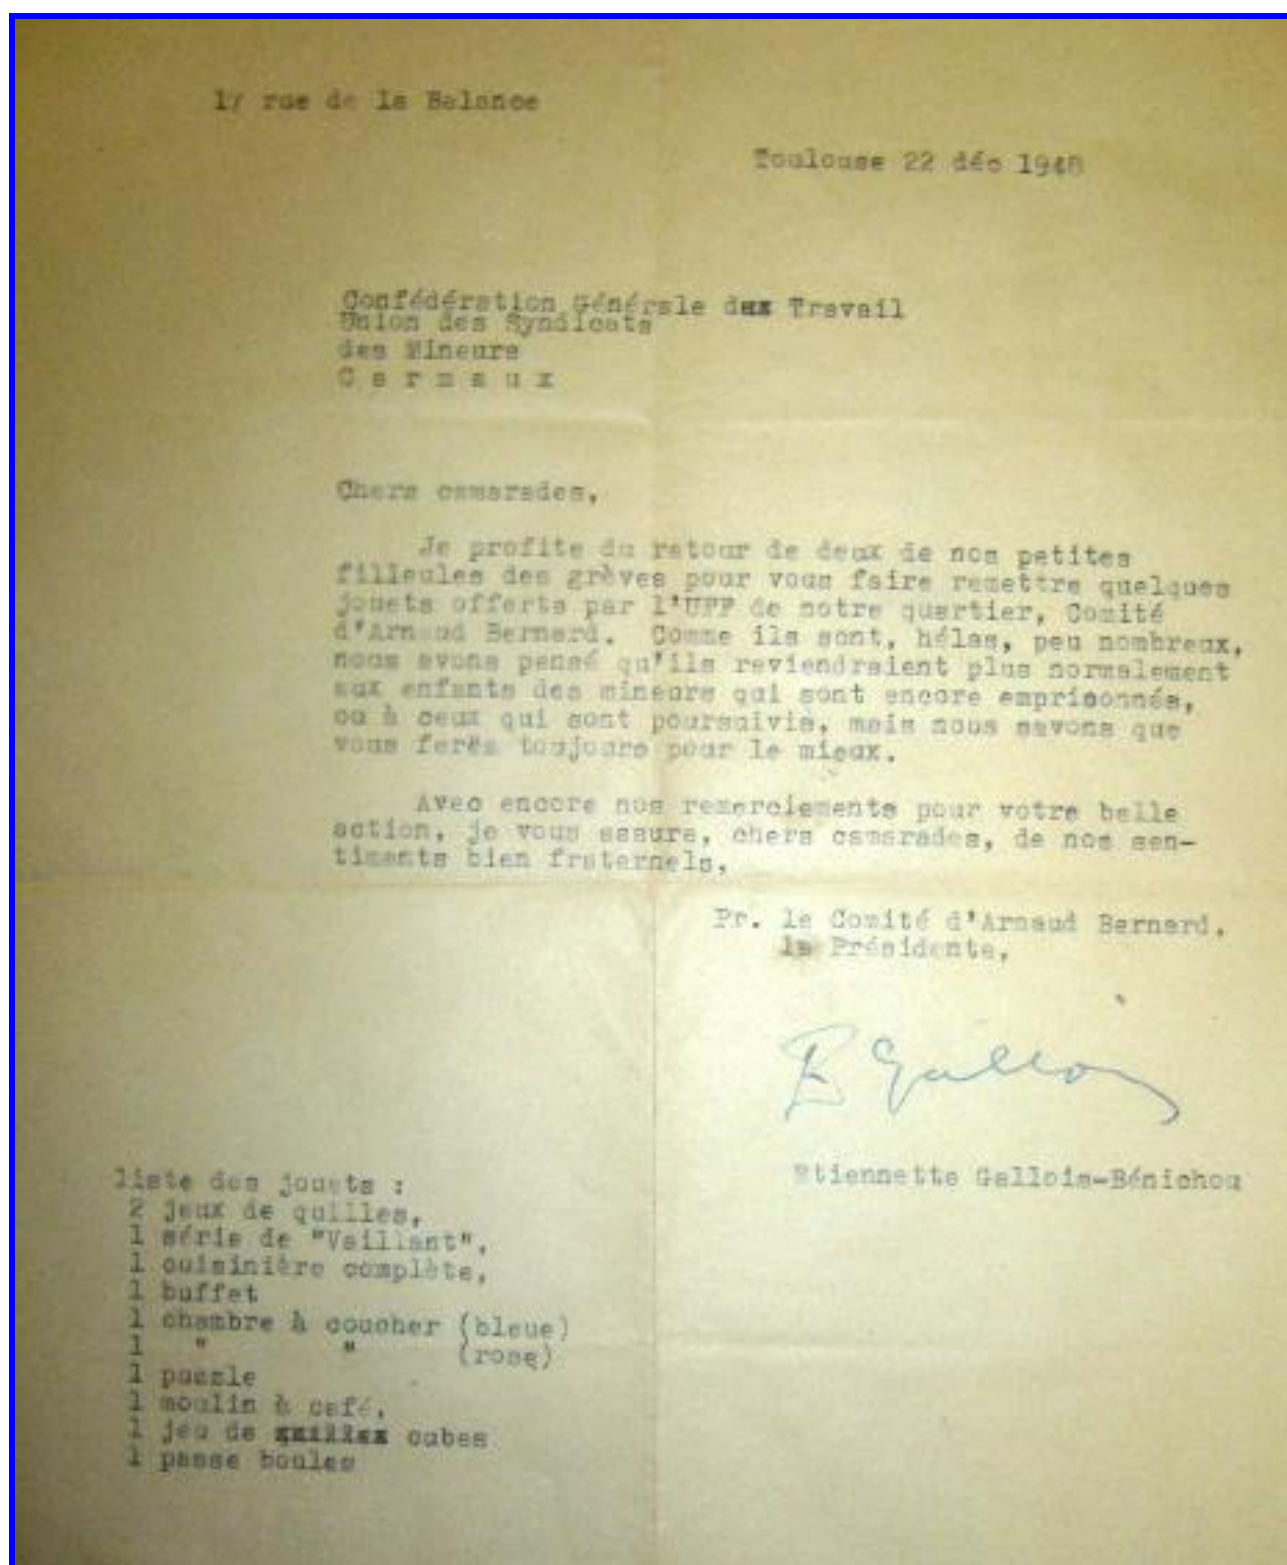 17 rue de la Balance
Toulouse 22 déc 1948
Confédération Générale dux Travail
Union des Syndicats
des Mineurs
C a r m a u x
Chers camarades,
Je profite du retour de deux de nos petites
filleules des grèves pour vous faire remettre quelques
jouets offerts par l'UFF de notre quartier, Comité
d'Arnaud Bernard. Comme ils sont, hélas, peu nombreux,
nous avons pensé qu'ils reviendraient plus normalement
aux enfants des mineurs qui sont encore emprisonnés,
ou à ceux qui sont poursuivis, mais nous savons que
vous ferès toujours pour le mieux.
Avec encore nos remerciements pour votre belle
action, je vous assure, chers camarades, de nos sen-
timents bien fraternels,
Pr. le Comité d'Arnaud Bernard,
la Présidente,
E Gallois
Etiennette Gallois-Bénichou
liste des jouets :
2 jeux de quilles,
1 série de "Vaillant",
1 cuisinière complète,
1 buffet
1 chambre à coucher (bleue)
1 " " (rose)
1 puzzle
1 moulin à café,
1 jeu de cubes
1 passe boules